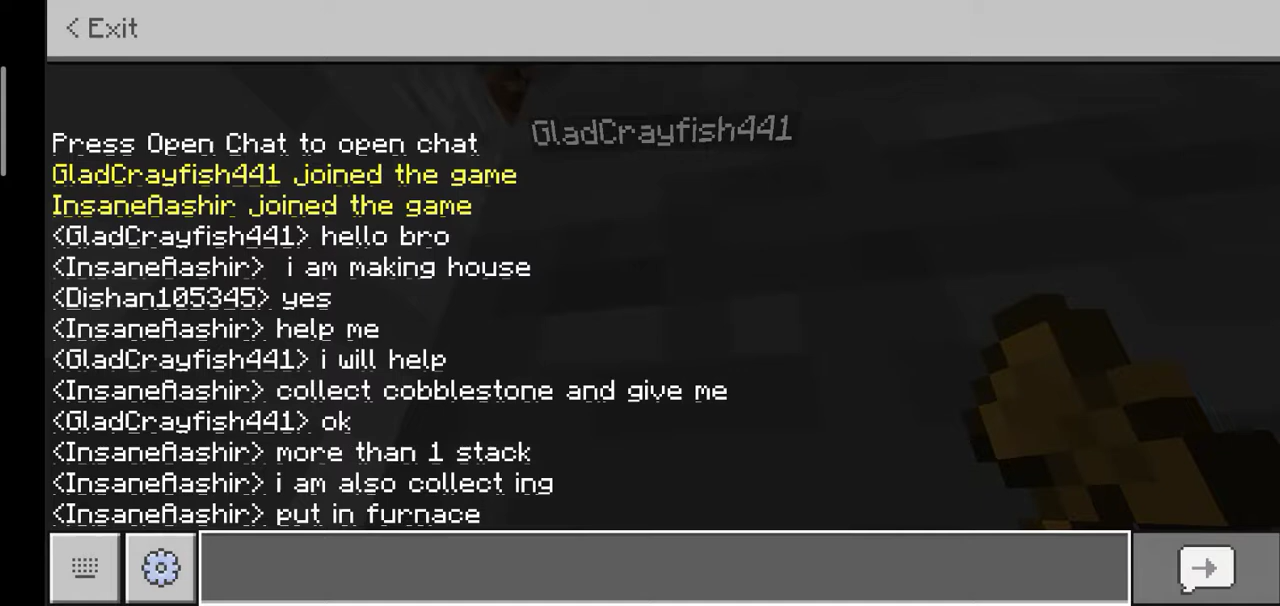 < Exit
GladCrayfish441
Press Open Chat to open chat
GladCrayfish441 joined the game
InsaneAashir joined the game
<GladCrayfish441> hello bro
<InsaneAashir>  i am making house
<Dishan105345> yes
<InsaneAashir> help me
<GladCrayfish441> i will help
<InsaneAashir> collect cobblestone and give me
<GladCrayfish441> ok
<InsaneAashir> more than 1 stack
<InsaneAashir> i am also collect ing
<InsaneAashir> put in furnace